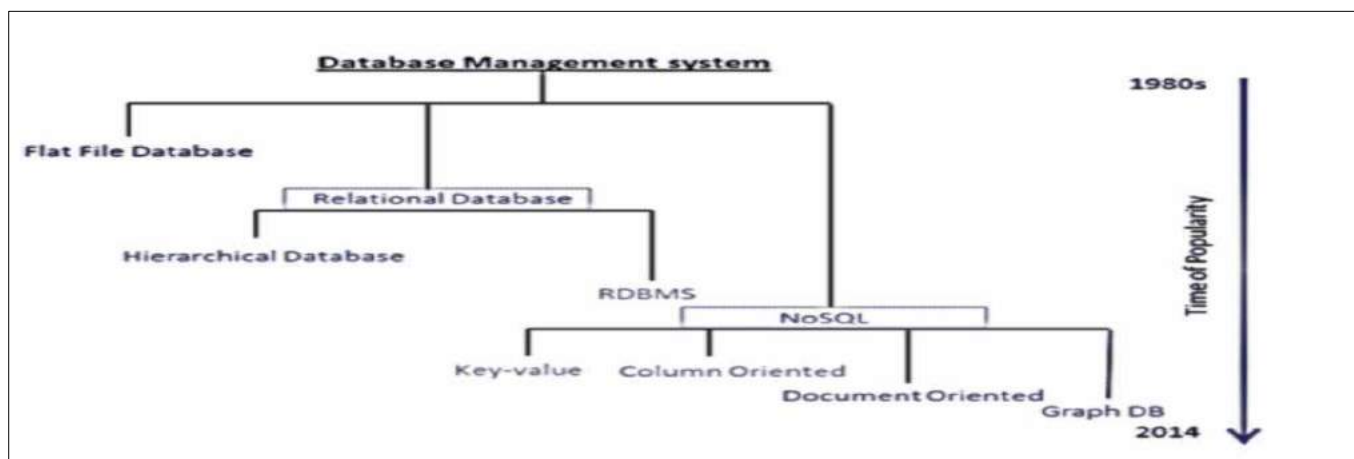 Database Management system
1980s
Flat File Database
Relational Database
Hierarchical Database
RDBMS
NoSQL
Key-value
Column Oriented
Document Oriented
Graph DB
2014
Time of Popularity